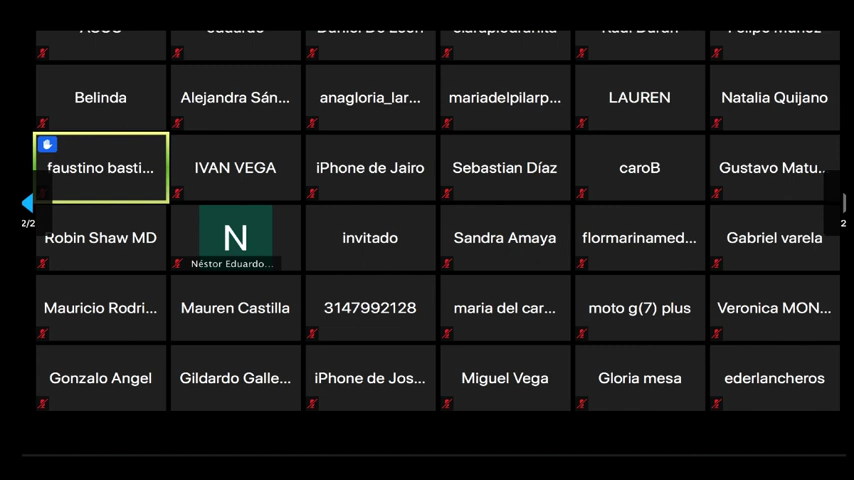 Belinda
Alejandra Sán...
anagloria_lar...
mariadelpilarp...
LAUREN
Natalia Quijano
faustino basti...
IVAN VEGA
iPhone de Jairo
Sebastian Díaz
caroB
Gustavo Matu...
2/2
2
Robin Shaw MD
N
Néstor Eduardo...
invitado
Sandra Amaya
flormarinamed...
Gabriel varela
Mauricio Rodri...
Mauren Castilla
3147992128
maria del car...
moto g(7) plus
Veronica MON...
Gonzalo Angel
Gildardo Galle...
iPhone de Jos...
Miguel Vega
Gloria mesa
ederlancheros